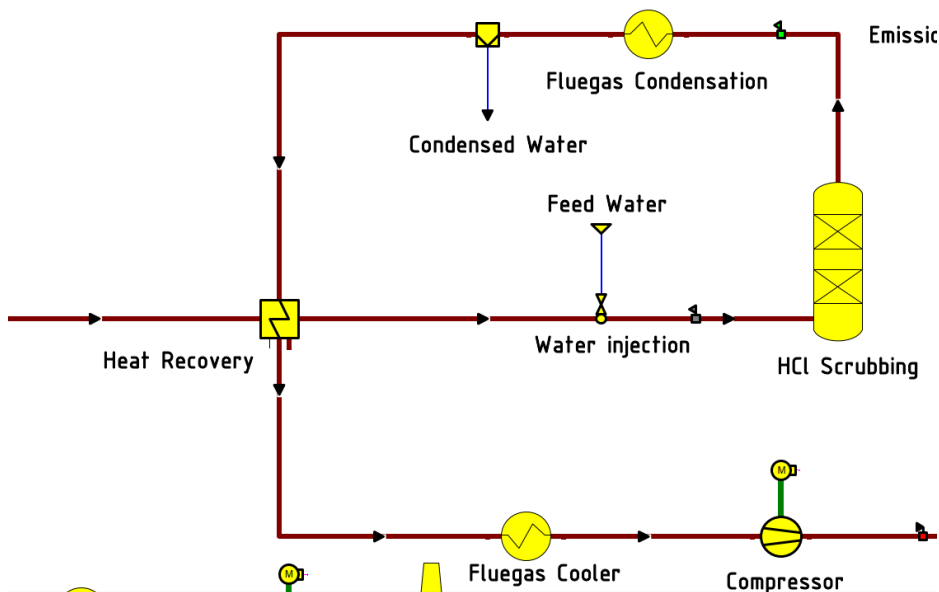 Emissio
Fluegas Condensation
Condensed Water
Feed Water
Water injection
Heat Recovery
HCl Scrubbing
M
Fluegas Cooler
M
Compressor